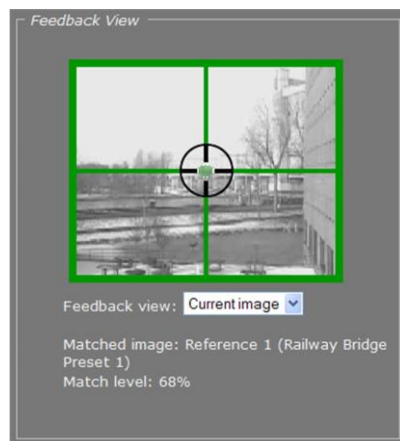 Feedback View
Feedback view: Current image
Matched image: Reference 1 (Railway Bridge
Preset 1)
Match level: 68%